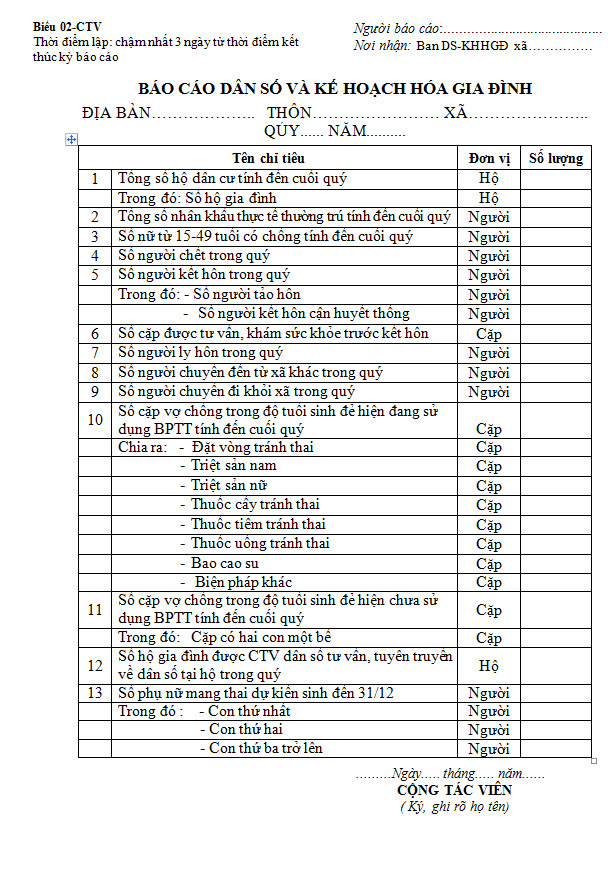 Biểu 02-CTV
Thời điểm lập: chậm nhất 3 ngày từ thời điểm kết
thúc kỳ báo cáo
Người báo cáo:..........................................
Nơi nhận: Ban DS-KHHGĐ xã……………
BÁO CÁO DÂN SỐ VÀ KẾ HOẠCH HÓA GIA ĐÌNH
ĐỊA BÀN……………….. THÔN…………………… XÃ…………………..
QÚY...... NĂM..........
Tên chỉ tiêu Đơn vị Số lượng
1 Tổng số hộ dân cư tính đến cuối quý Hộ
Trong đó: Số hộ gia đình Hộ
2 Tổng số nhân khẩu thực tế thường trú tính đến cuối quý Người
3 Số nữ từ 15-49 tuổi có chồng tính đến cuối quý Người
4 Số người chết trong quý Người
5 Số người kết hôn trong quý Người
Trong đó: - Số người tảo hôn Người
- Số người kết hôn cận huyết thống Người
6 Số cặp được tư vấn, khám sức khỏe trước kết hôn Cặp
7 Số người ly hôn trong quý Người
8 Số người chuyển đến từ xã khác trong quý Người
9 Số người chuyển đi khỏi xã trong quý Người
10 Số cặp vợ chồng trong độ tuổi sinh đẻ hiện đang sử
dụng BPTT tính đến cuối quý Cặp
Chia ra: - Đặt vòng tránh thai Cặp
- Triệt sản nam Cặp
- Triệt sản nữ Cặp
- Thuốc cấy tránh thai Cặp
- Thuốc tiêm tránh thai Cặp
- Thuốc uống tránh thai Cặp
- Bao cao su Cặp
- Biện pháp khác Cặp
11 Số cặp vợ chồng trong độ tuổi sinh đẻ hiện chưa sử
dụng BPTT tính đến cuối quý Cặp
Trong đó: Cặp có hai con một bề Cặp
12 Số hộ gia đình được CTV dân số tư vấn, tuyên truyền
về dân số tại hộ trong quý Hộ
13 Số phụ nữ mang thai dự kiến sinh đến 31/12 Người
Trong đó : - Con thứ nhất Người
- Con thứ hai Người
- Con thứ ba trở lên Người
.........Ngày..... tháng..... năm......
CỘNG TÁC VIÊN
( Ký, ghi rõ họ tên)